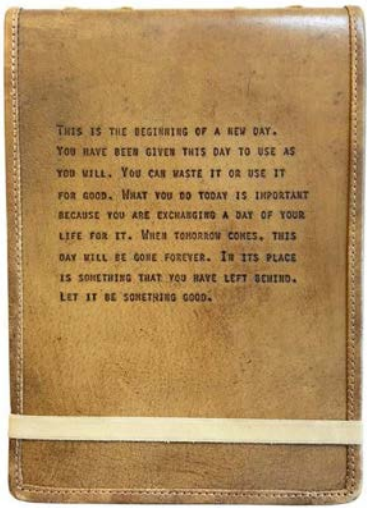 THIS IS THE BEGINNING OF A NEW DAY.
YOU HAVE BEEN GIVEN THIS DAY TO USE AS
YOU WILL. YOU CAN WASTE IT OR USE IT
FOR GOOD. WHAT YOU DO TODAY IS IMPORTANT
BECAUSE YOU ARE EXCHANGING A DAY OF YOUR
LIFE FOR IT. WHEN TOMORROW COMES, THIS
DAY WILL BE GONE FOREVER. IN ITS PLACE
IS SOMETHING THAT YOU HAVE LEFT BEHIND.
LET IT BE SOMETHING GOOD.